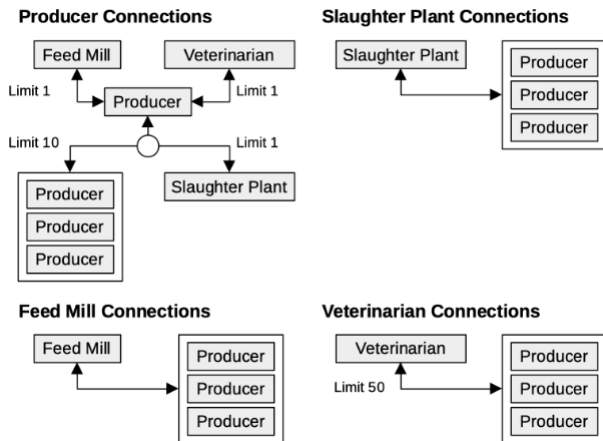 Producer Connections
Feed Mill
Veterinarian
Limit 1
Producer
Limit 1
Limit 10
Limit 1
Producer
Producer
Producer
Slaughter Plant
Slaughter Plant Connections
Slaughter Plant
Producer
Producer
Producer
Feed Mill Connections
Feed Mill
Producer
Producer
Producer
Veterinarian Connections
Veterinarian
Limit 50
Producer
Producer
Producer